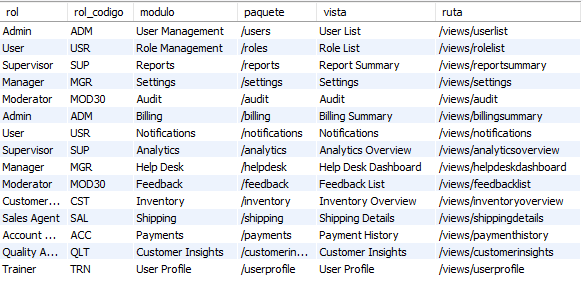 rol rol_codigo modulo paquete vista ruta
Admin ADM User Management /users User List /views/userlist
User USR Role Management /roles Role List /views/rolelist
Supervisor SUP Reports /reports Report Summary /views/reportsummary
Manager MGR Settings /settings Settings /views/settings
Moderator MOD30 Audit /audit Audit /views/audit
Admin ADM Billing /billing Billing Summary /views/billingsummary
User USR Notifications /notifications Notifications /views/notifications
Supervisor SUP Analytics /analytics Analytics Overview /views/analyticsoverview
Manager MGR Help Desk /helpdesk Help Desk Dashboard /views/helpdeskdashboard
Moderator MOD30 Feedback /feedback Feedback List /views/feedbacklist
Customer... CST Inventory /inventory Inventory Overview /views/inventoryoverview
Sales Agent SAL Shipping /shipping Shipping Details /views/shippingdetails
Account ... ACC Payments /payments Payment History /views/paymenthistory
Quality A... QLT Customer Insights /customerin... Customer Insights /views/customerinsights
Trainer TRN User Profile /userprofile User Profile /views/userprofile